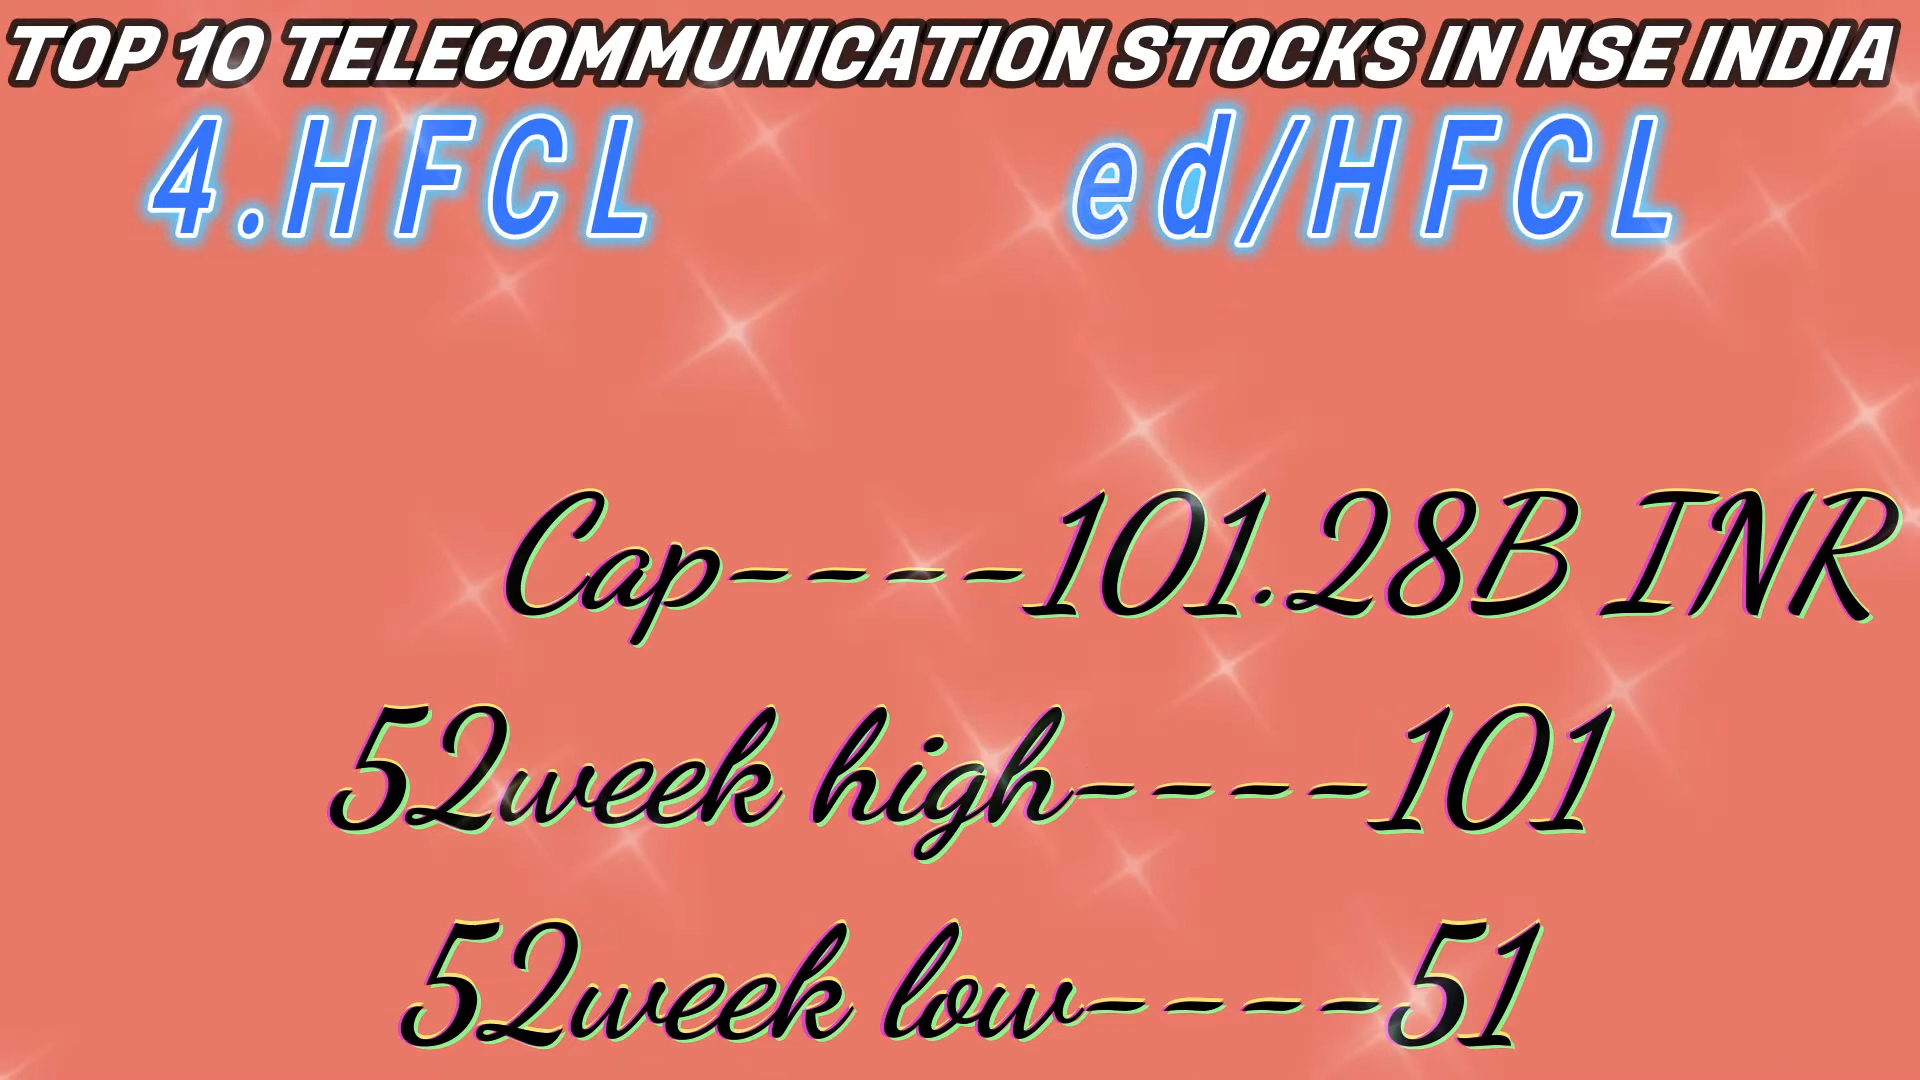 TOP 10 TELECOMMUNICATION STOCKS IN NSE INDIA
4.HFCL ed/HFCL
Cap----101.28B INR
52week high----101
52week low----51